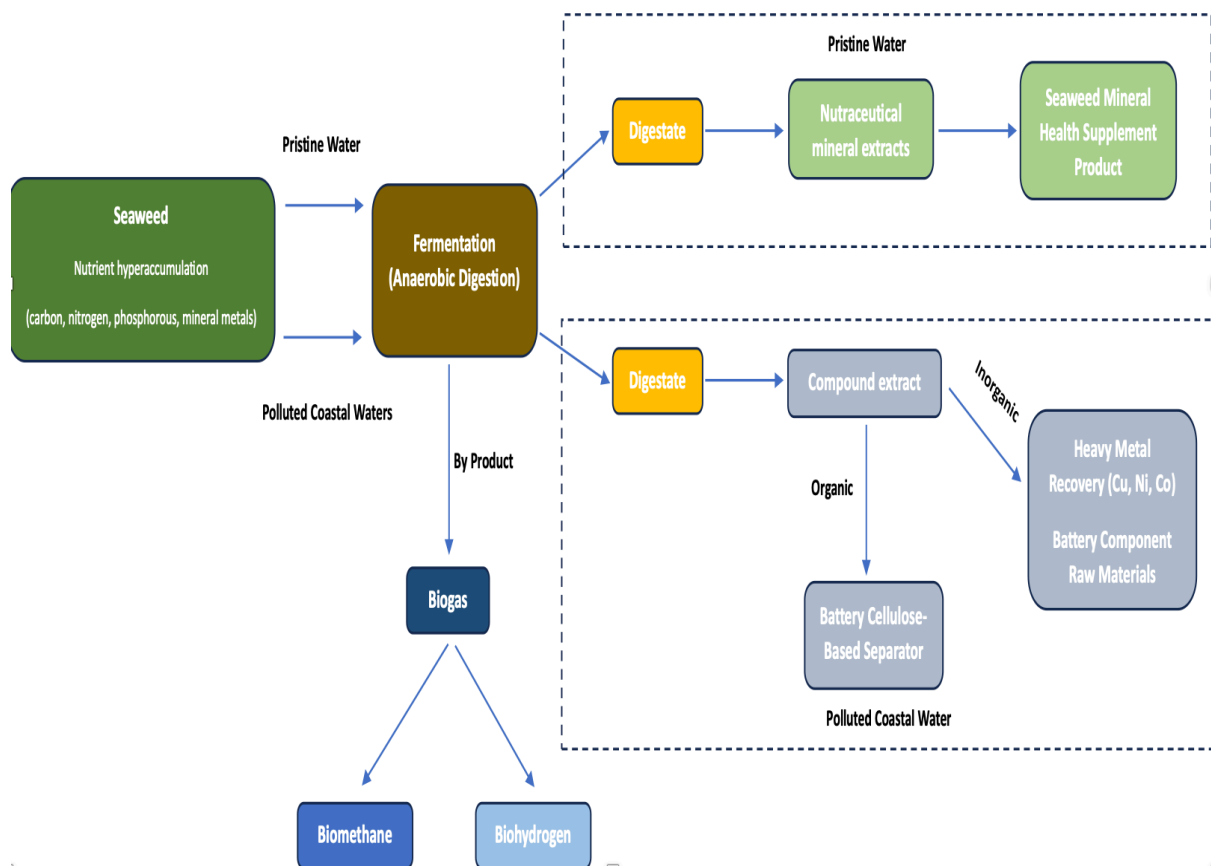 Pristine Water
Digestate
Nutraceutical
mineral extracts
Seaweed Mineral
Health Supplement
Product
Pristine Water
Seaweed
Nutrient hyperaccumulation
(carbon, nitrogen, phosphorous, mineral metals)
Fermentation
(Anaerobic Digestion)
Polluted Coastal Waters
By Product
Digestate
Compound extract
Inorganic
Organic
Heavy Metal
Recovery (Cu, Ni, Co)
Battery Component
Raw Materials
Battery Cellulose-
Based Separator
Polluted Coastal Water
Biogas
Biomethane
Biohydrogen